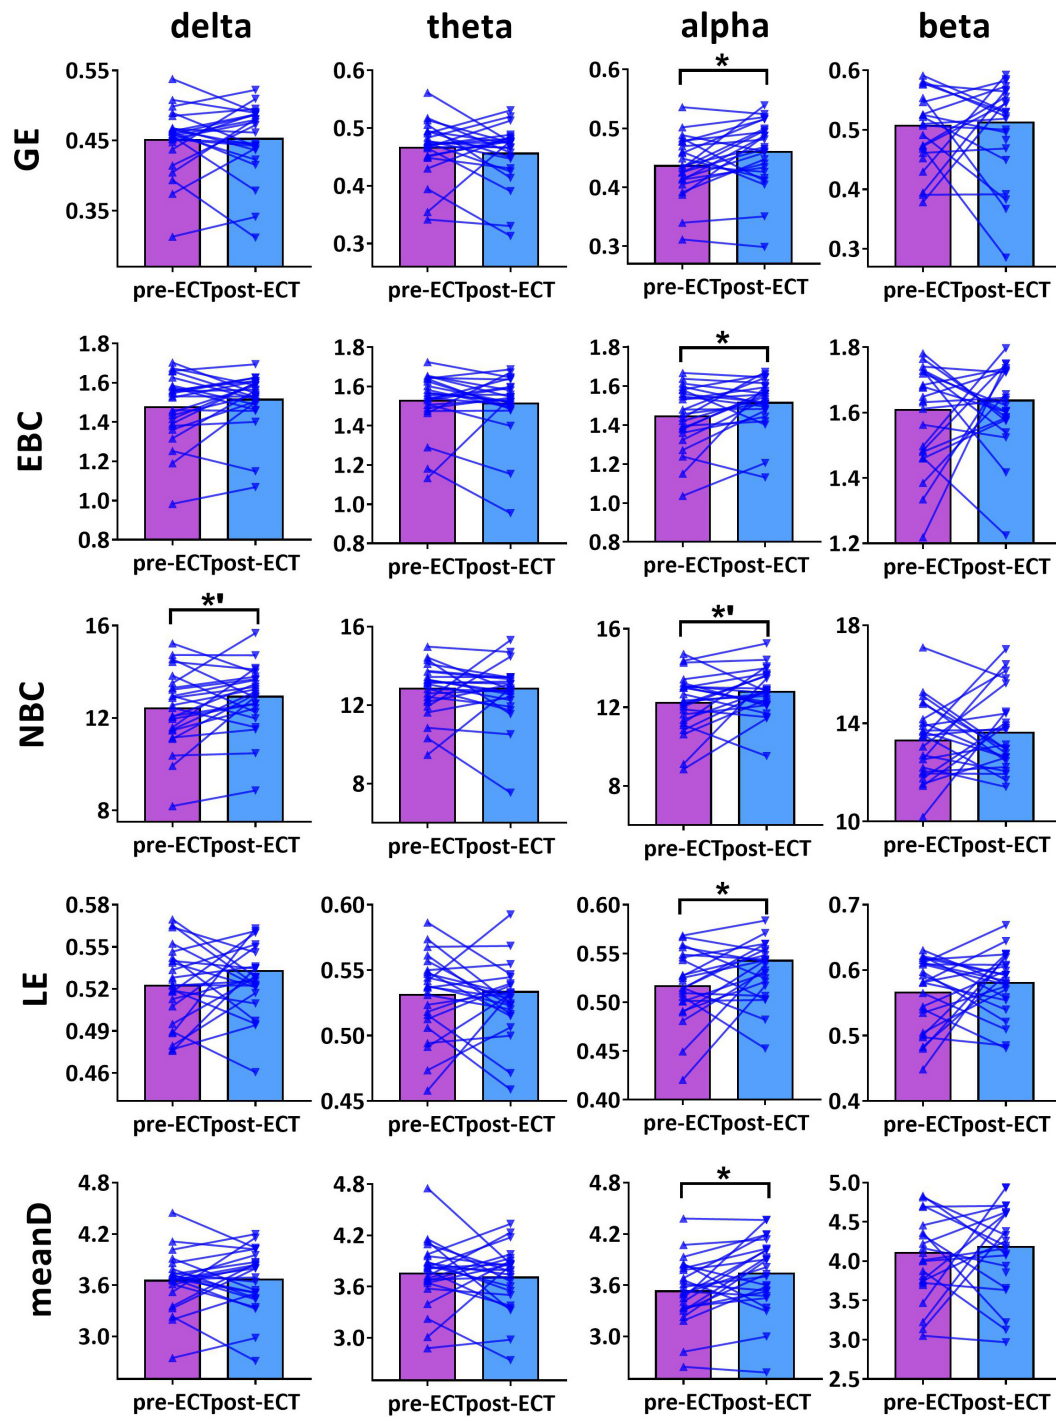 delta theta alpha beta
GE
0.55 0.45 0.35
pre-ECTpost-ECT
0.6 0.5 0.4 0.3
pre-ECTpost-ECT
*
0.6 0.5 0.4 0.3
pre-ECTpost-ECT
0.6 0.5 0.4 0.3
pre-ECTpost-ECT
EBC
1.8 1.6 1.4 1.2 1.0 0.8
pre-ECTpost-ECT
1.8 1.6 1.4 1.2 1.0 0.8
pre-ECTpost-ECT
*
1.8 1.6 1.4 1.2 1.0 0.8
pre-ECTpost-ECT
1.8 1.6 1.4 1.2
pre-ECTpost-ECT
NBC
*'
16 12 8
pre-ECTpost-ECT
16 12 8
pre-ECTpost-ECT
*'
16 12 8
pre-ECTpost-ECT
18 14 10
pre-ECTpost-ECT
LE
0.58 0.55 0.52 0.49 0.46
pre-ECTpost-ECT
0.60 0.55 0.50 0.45
pre-ECTpost-ECT
*
0.60 0.55 0.50 0.45 0.40
pre-ECTpost-ECT
0.7 0.6 0.5 0.4
pre-ECTpost-ECT
meanD
4.8 4.2 3.6 3.0
pre-ECTpost-ECT
4.8 4.2 3.6 3.0
pre-ECTpost-ECT
*
4.8 4.2 3.6 3.0
pre-ECTpost-ECT
5.0 4.5 4.0 3.5 3.0 2.5
pre-ECTpost-ECT